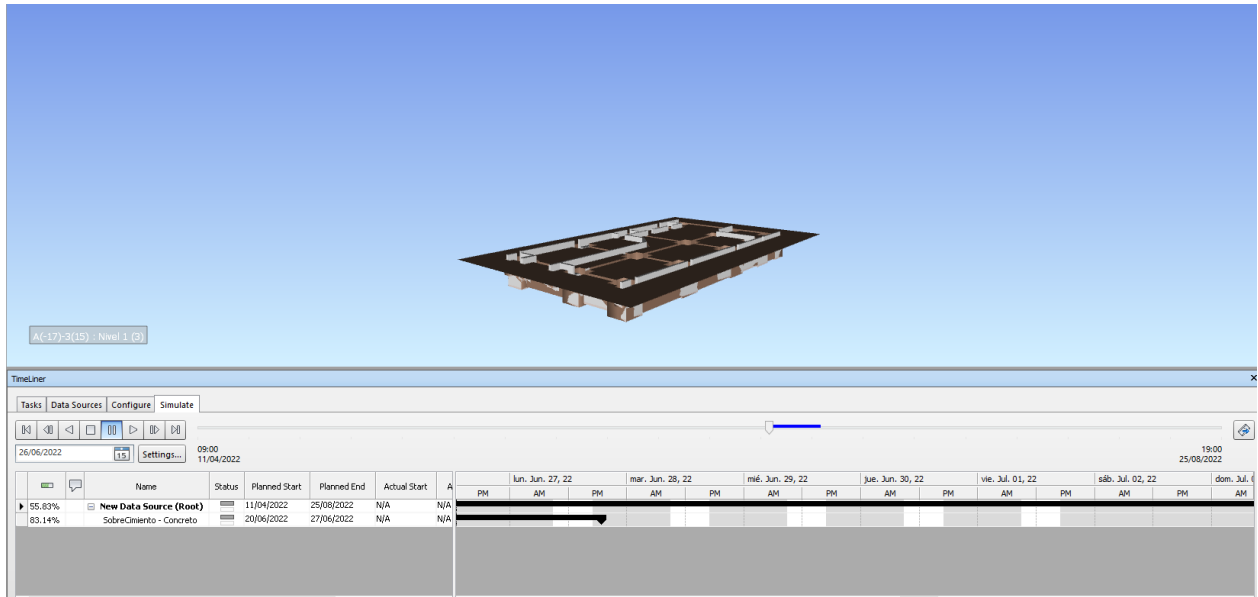 A(-17)-3(15) : Nivel 1 (3)
TimeLiner
Tasks Data Sources Configure Simulate
26/06/2022 15 Settings... 09:00 19:00
11/04/2022 25/08/2022
Name Status Planned Start Planned End Actual Start A lun. Jun. 27, 22 mar. Jun. 28, 22 mié. Jun. 29, 22 jue. Jun. 30, 22 vie. Jul. 01, 22 sáb. Jul. 02, 22 dom. Jul. 0
PM AM PM AM PM AM PM AM PM AM PM AM PM AM
55.83% New Data Source (Root) 11/04/2022 25/08/2022 N/A N/A
83.14% SobreCimiento - Concreto 20/06/2022 27/06/2022 N/A N/A